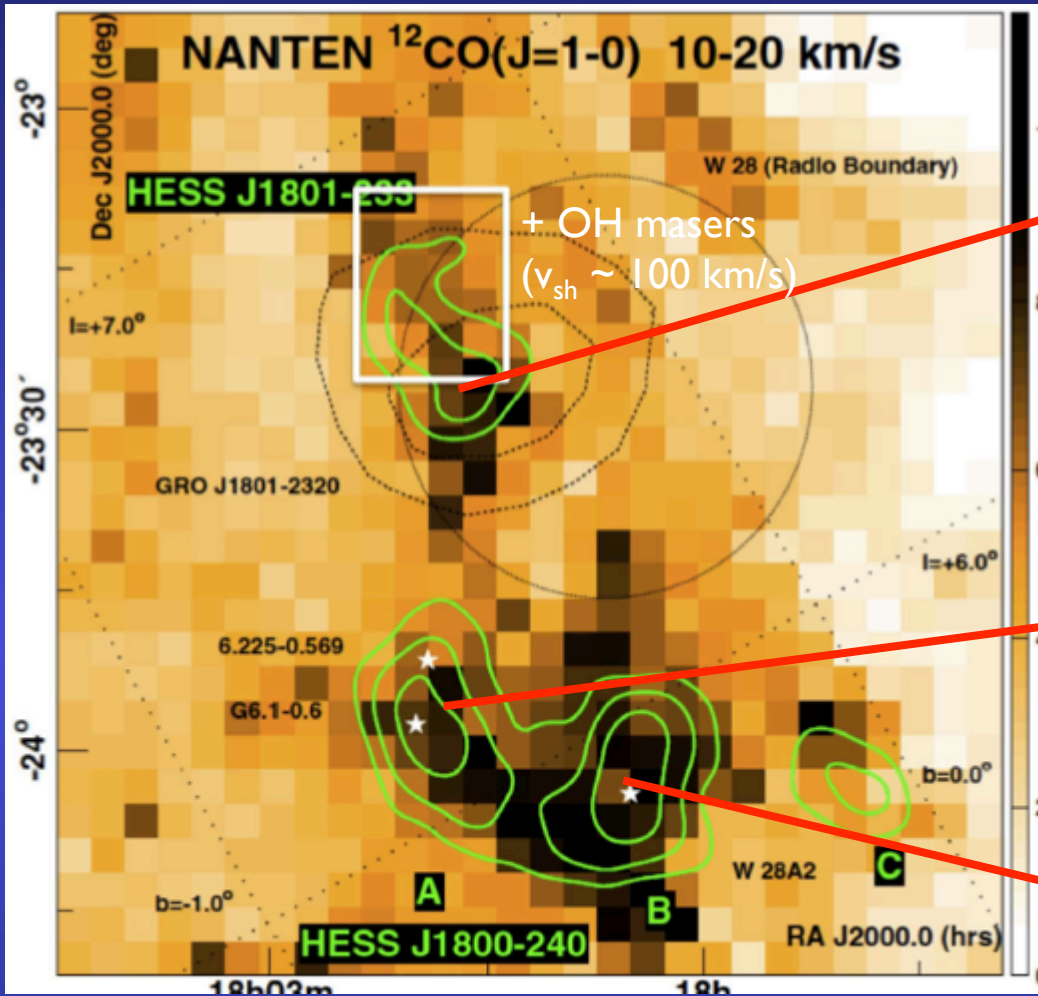 NANTEN ¹²CO(J=1-0) 10-20 km/s
Dec J2000.0 (deg)
-23°
W 28 (Radio Boundary)
HESS J1801-233
+ OH masers
(vsh ~ 100 km/s)
l=+7.0°
-23°30´
GRO J1801-2320
l=+6.0°
6.225-0.569
G6.1-0.6
-24°
b=0.0°
W 28A2
C
A
B
b=-1.0°
HESS J1800-240
RA J2000.0 (hrs)
18h03m
18h